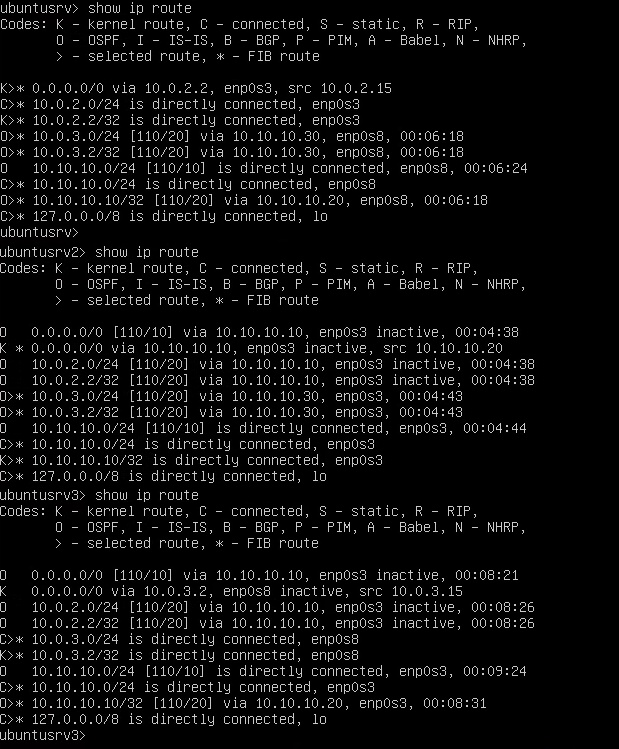 ubuntusrv> show ip route
Codes: K - kernel route, C - connected, S - static, R - RIP,
       O - OSPF, I - IS-IS, B - BGP, P - PIM, A - Babel, N - NHRP,
       > - selected route, * - FIB route

K>* 0.0.0.0/0 via 10.0.2.2, enp0s3, src 10.0.2.15
C>* 10.0.2.0/24 is directly connected, enp0s3
K>* 10.0.2.2/32 is directly connected, enp0s3
O>* 10.0.3.0/24 [110/20] via 10.10.10.30, enp0s8, 00:06:18
O>* 10.0.3.2/32 [110/20] via 10.10.10.30, enp0s8, 00:06:18
O   10.10.10.0/24 [110/10] is directly connected, enp0s8, 00:06:24
C>* 10.10.10.0/24 is directly connected, enp0s8
O>* 10.10.10.10/32 [110/20] via 10.10.10.20, enp0s8, 00:06:18
C>* 127.0.0.0/8 is directly connected, lo
ubuntusrv>
ubuntusrv2> show ip route
Codes: K - kernel route, C - connected, S - static, R - RIP,
       O - OSPF, I - IS-IS, B - BGP, P - PIM, A - Babel, N - NHRP,
       > - selected route, * - FIB route

O   0.0.0.0/0 [110/10] via 10.10.10.10, enp0s3 inactive, 00:04:38
K * 0.0.0.0/0 via 10.10.10.10, enp0s3 inactive, src 10.10.10.20
O   10.0.2.0/24 [110/20] via 10.10.10.10, enp0s3 inactive, 00:04:38
O   10.0.2.2/32 [110/20] via 10.10.10.10, enp0s3 inactive, 00:04:38
O>* 10.0.3.0/24 [110/20] via 10.10.10.30, enp0s3, 00:04:43
O>* 10.0.3.2/32 [110/20] via 10.10.10.30, enp0s3, 00:04:43
O   10.10.10.0/24 [110/10] is directly connected, enp0s3, 00:04:44
C>* 10.10.10.0/24 is directly connected, enp0s3
K>* 10.10.10.10/32 is directly connected, enp0s3
C>* 127.0.0.0/8 is directly connected, lo
ubuntusrv3> show ip route
Codes: K - kernel route, C - connected, S - static, R - RIP,
       O - OSPF, I - IS-IS, B - BGP, P - PIM, A - Babel, N - NHRP,
       > - selected route, * - FIB route

O   0.0.0.0/0 [110/10] via 10.10.10.10, enp0s3 inactive, 00:08:21
K   0.0.0.0/0 via 10.0.3.2, enp0s8 inactive, src 10.0.3.15
O   10.0.2.0/24 [110/20] via 10.10.10.10, enp0s3 inactive, 00:08:26
O   10.0.2.2/32 [110/20] via 10.10.10.10, enp0s3 inactive, 00:08:26
C>* 10.0.3.0/24 is directly connected, enp0s8
K>* 10.0.3.2/32 is directly connected, enp0s8
O   10.10.10.0/24 [110/10] is directly connected, enp0s3, 00:09:24
C>* 10.10.10.0/24 is directly connected, enp0s3
O>* 10.10.10.10/32 [110/20] via 10.10.10.20, enp0s3, 00:08:31
C>* 127.0.0.0/8 is directly connected, lo
ubuntusrv3>